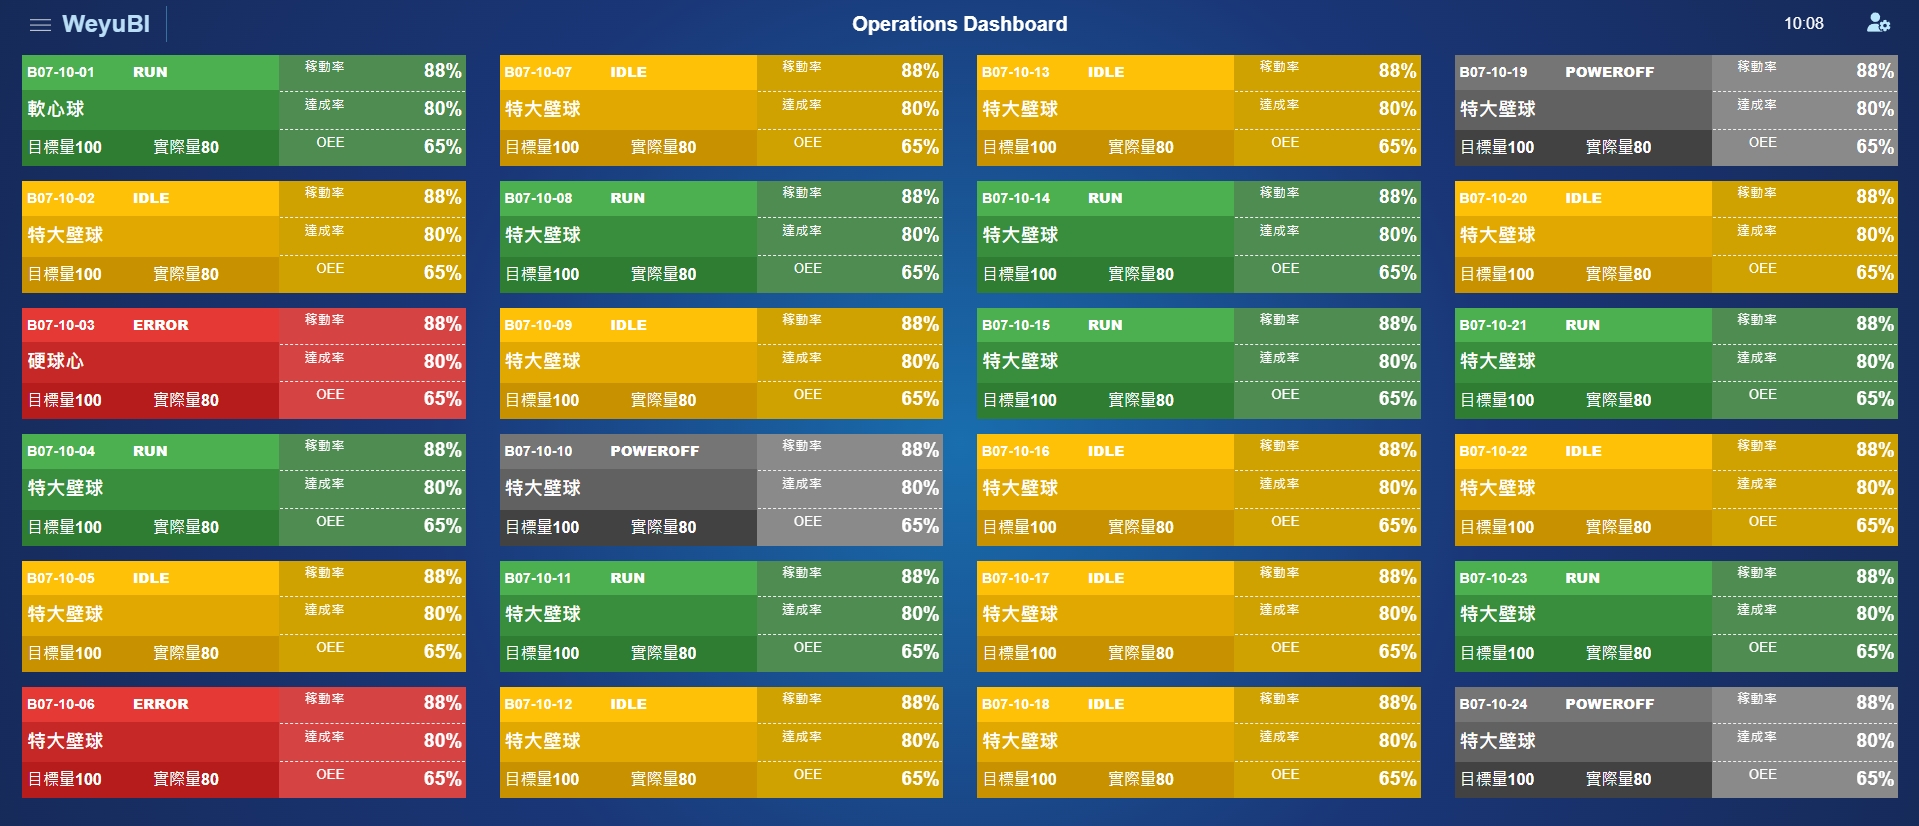 WeyuBI
Operations Dashboard
10:08
B07-10-01 RUN
稼動率 88%
軟心球
達成率 80%
目標量100 實際量80
OEE 65%
B07-10-02 IDLE
稼動率 88%
特大壁球
達成率 80%
目標量100 實際量80
OEE 65%
B07-10-03 ERROR
稼動率 88%
硬球心
達成率 80%
目標量100 實際量80
OEE 65%
B07-10-04 RUN
稼動率 88%
特大壁球
達成率 80%
目標量100 實際量80
OEE 65%
B07-10-05 IDLE
稼動率 88%
特大壁球
達成率 80%
目標量100 實際量80
OEE 65%
B07-10-06 ERROR
稼動率 88%
特大壁球
達成率 80%
目標量100 實際量80
OEE 65%
B07-10-07 IDLE
稼動率 88%
特大壁球
達成率 80%
目標量100 實際量80
OEE 65%
B07-10-08 RUN
稼動率 88%
特大壁球
達成率 80%
目標量100 實際量80
OEE 65%
B07-10-09 IDLE
稼動率 88%
特大壁球
達成率 80%
目標量100 實際量80
OEE 65%
B07-10-10 POWEROFF
稼動率 88%
特大壁球
達成率 80%
目標量100 實際量80
OEE 65%
B07-10-11 RUN
稼動率 88%
特大壁球
達成率 80%
目標量100 實際量80
OEE 65%
B07-10-12 IDLE
稼動率 88%
特大壁球
達成率 80%
目標量100 實際量80
OEE 65%
B07-10-13 IDLE
稼動率 88%
特大壁球
達成率 80%
目標量100 實際量80
OEE 65%
B07-10-14 RUN
稼動率 88%
特大壁球
達成率 80%
目標量100 實際量80
OEE 65%
B07-10-15 RUN
稼動率 88%
特大壁球
達成率 80%
目標量100 實際量80
OEE 65%
B07-10-16 IDLE
稼動率 88%
特大壁球
達成率 80%
目標量100 實際量80
OEE 65%
B07-10-17 IDLE
稼動率 88%
特大壁球
達成率 80%
目標量100 實際量80
OEE 65%
B07-10-18 IDLE
稼動率 88%
特大壁球
達成率 80%
目標量100 實際量80
OEE 65%
B07-10-19 POWEROFF
稼動率 88%
特大壁球
達成率 80%
目標量100 實際量80
OEE 65%
B07-10-20 IDLE
稼動率 88%
特大壁球
達成率 80%
目標量100 實際量80
OEE 65%
B07-10-21 RUN
稼動率 88%
特大壁球
達成率 80%
目標量100 實際量80
OEE 65%
B07-10-22 IDLE
稼動率 88%
特大壁球
達成率 80%
目標量100 實際量80
OEE 65%
B07-10-23 RUN
稼動率 88%
特大壁球
達成率 80%
目標量100 實際量80
OEE 65%
B07-10-24 POWEROFF
稼動率 88%
特大壁球
達成率 80%
目標量100 實際量80
OEE 65%